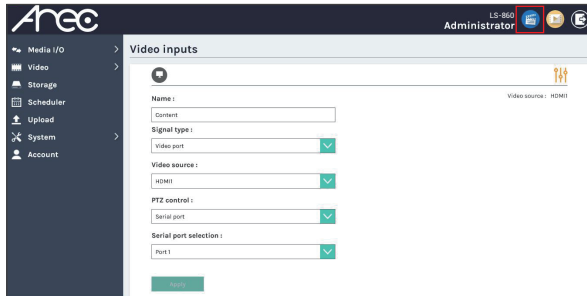 Arec
LS-860
Administrator
Media I/O
Video
Storage
Scheduler
Upload
System
Account
Video inputs
Video source : HDMI1
Name :
Content
Signal type :
Video port
Video source :
HDMI1
PTZ control :
Serial port
Serial port selection :
Port 1
Apply